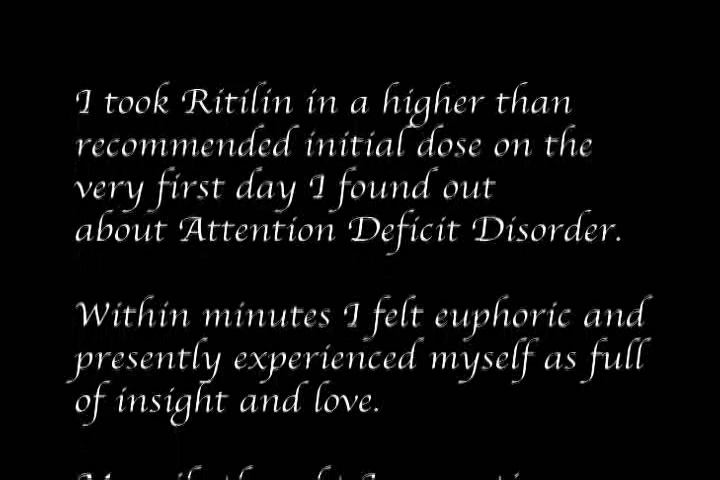 I took Ritilin in a higher than
recommended initial dose on the
very first day I found out
about Attention Deficit Disorder.
Within minutes I felt euphoric and
presently experienced myself as full
of insight and love.